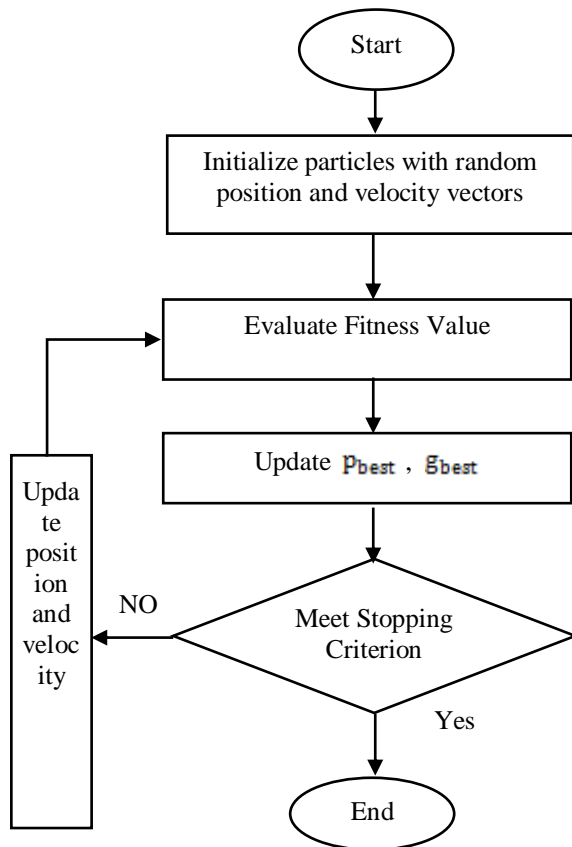 Start
Initialize particles with random
position and velocity vectors
Evaluate Fitness Value
Update pbest , gbest
Upda
te
posit
ion
and
veloc
ity
NO
Meet Stopping
Criterion
Yes
End